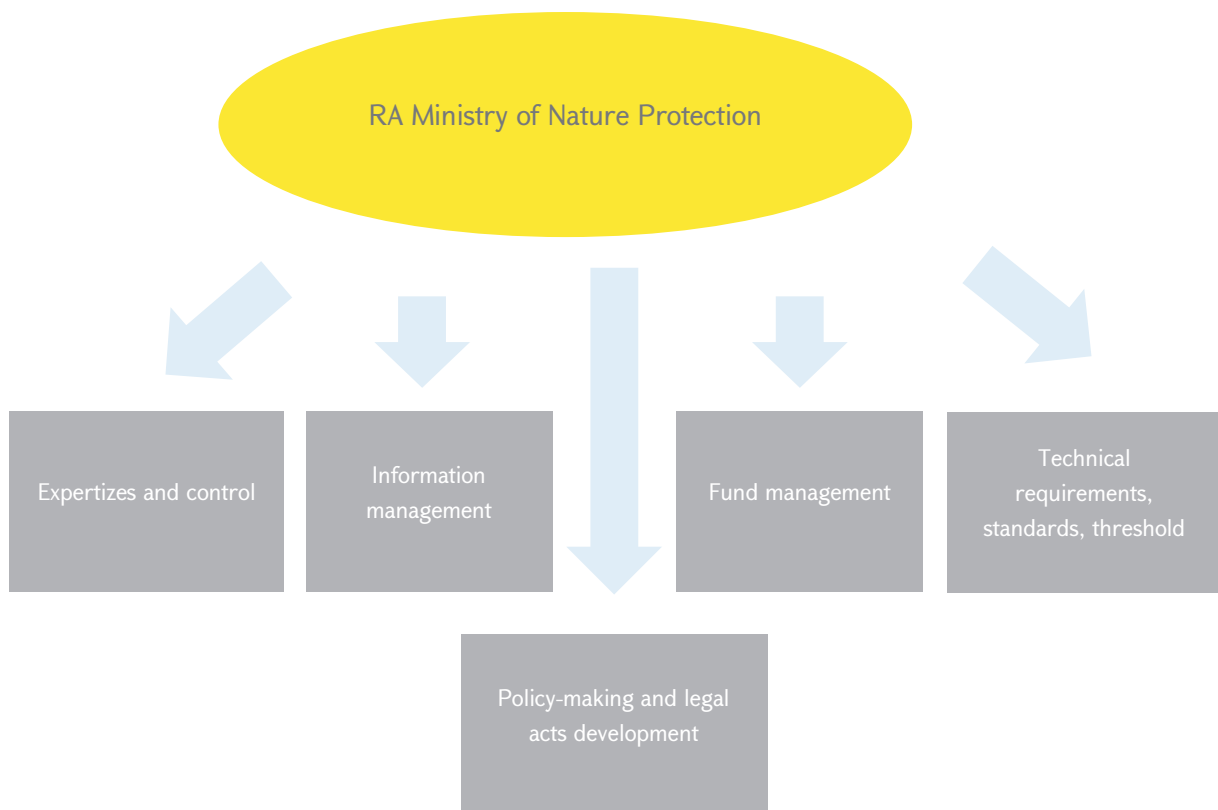 RA Ministry of Nature Protection
Expertizes and control
Information
management
Fund management
Technical
requirements,
standards, threshold
Policy-making and legal
acts development